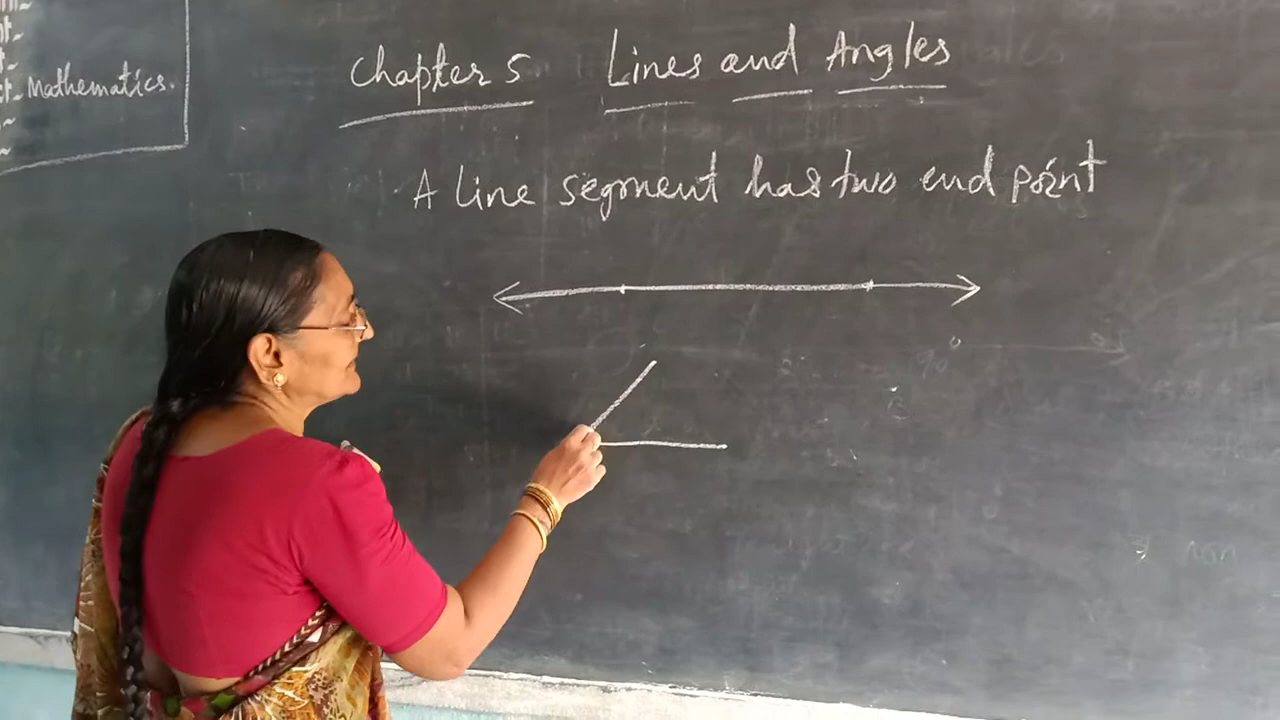 Mathematics.
Chapter 5 Lines and Angles
A line segment has two end point